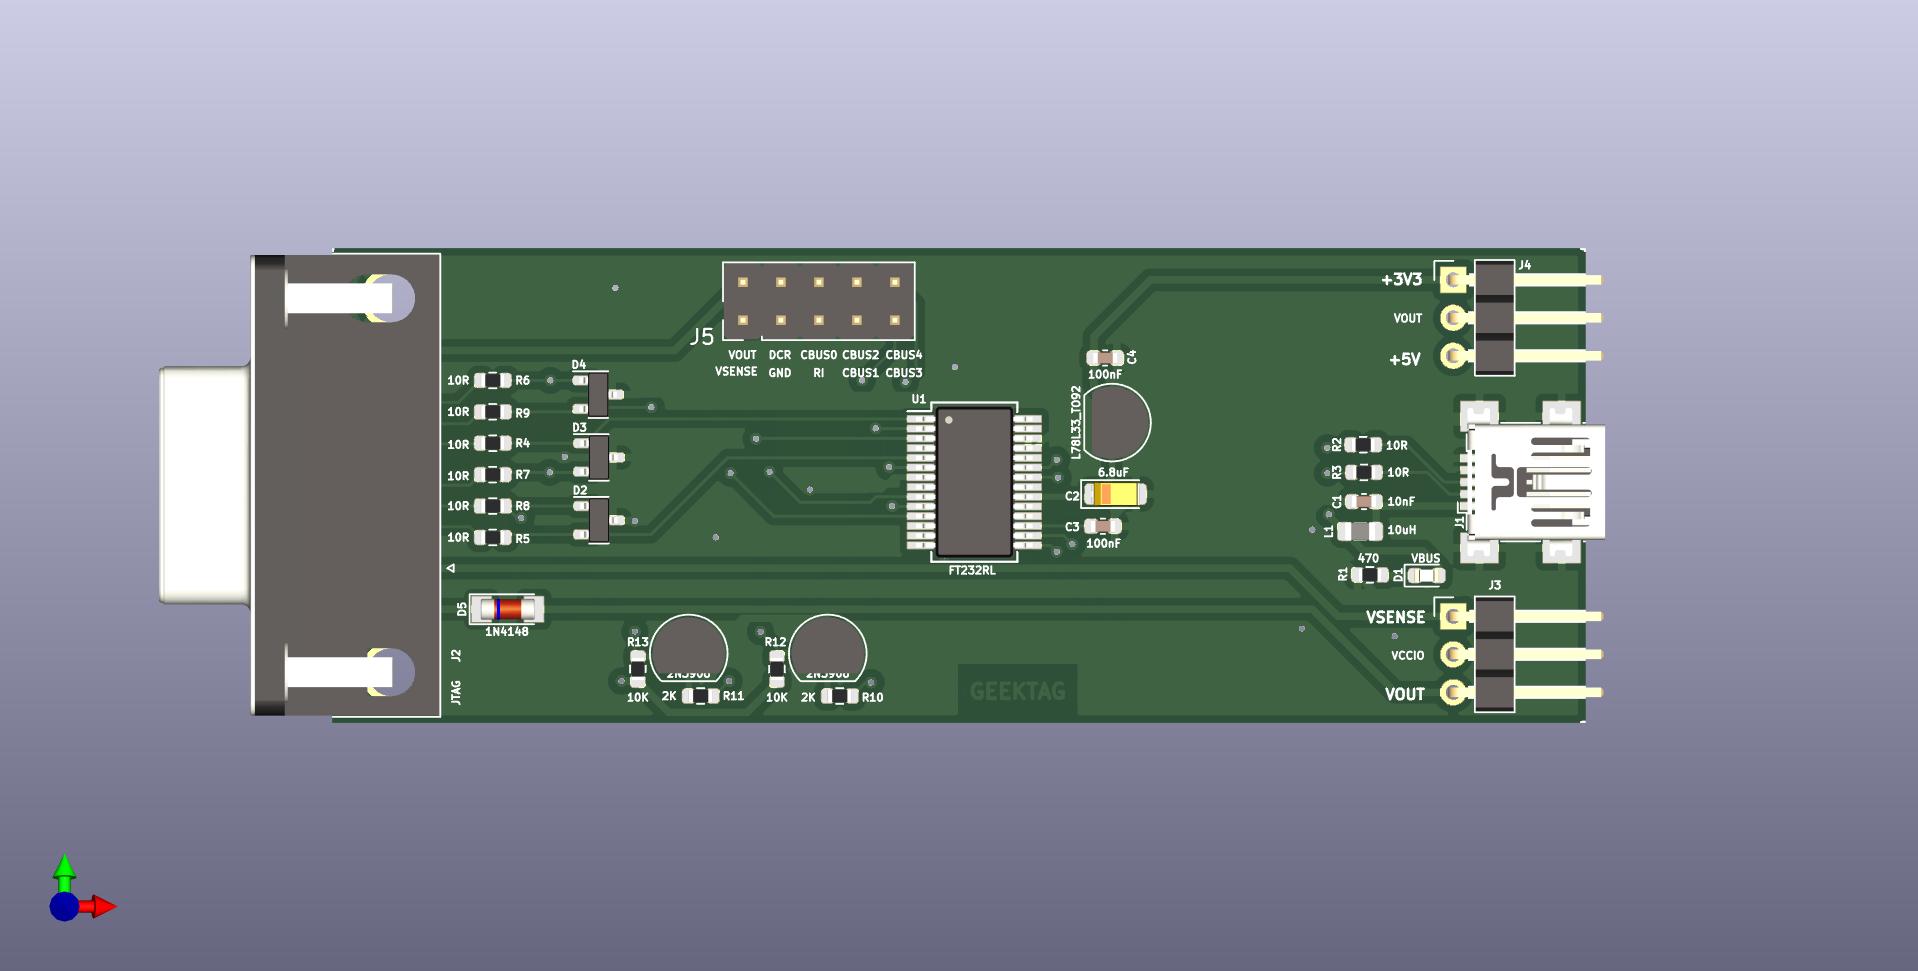 +3V3
J4
VOUT
+5V
J5
VOUT DCR CBUS0 CBUS2 CBUS4
VSENSE GND RI CBUS1 CBUS3
C4
100nF
L78L33_TO92
D4
10R R6
10R R9
D3
10R R4
10R R7
D2
10R R8
10R R5
U1
FT232RL
6.8uF
C2
C3
100nF
R2 10R
R3 10R
C1 10nF
L1 10uH
J1
470
R1
VBUS
D1
J3
VSENSE
VCCIO
VOUT
D5
1N4148
J2
JTAG
R13
10K
2N3906
2K R11
R12
10K
2N3906
2K R10
GEEKTAG